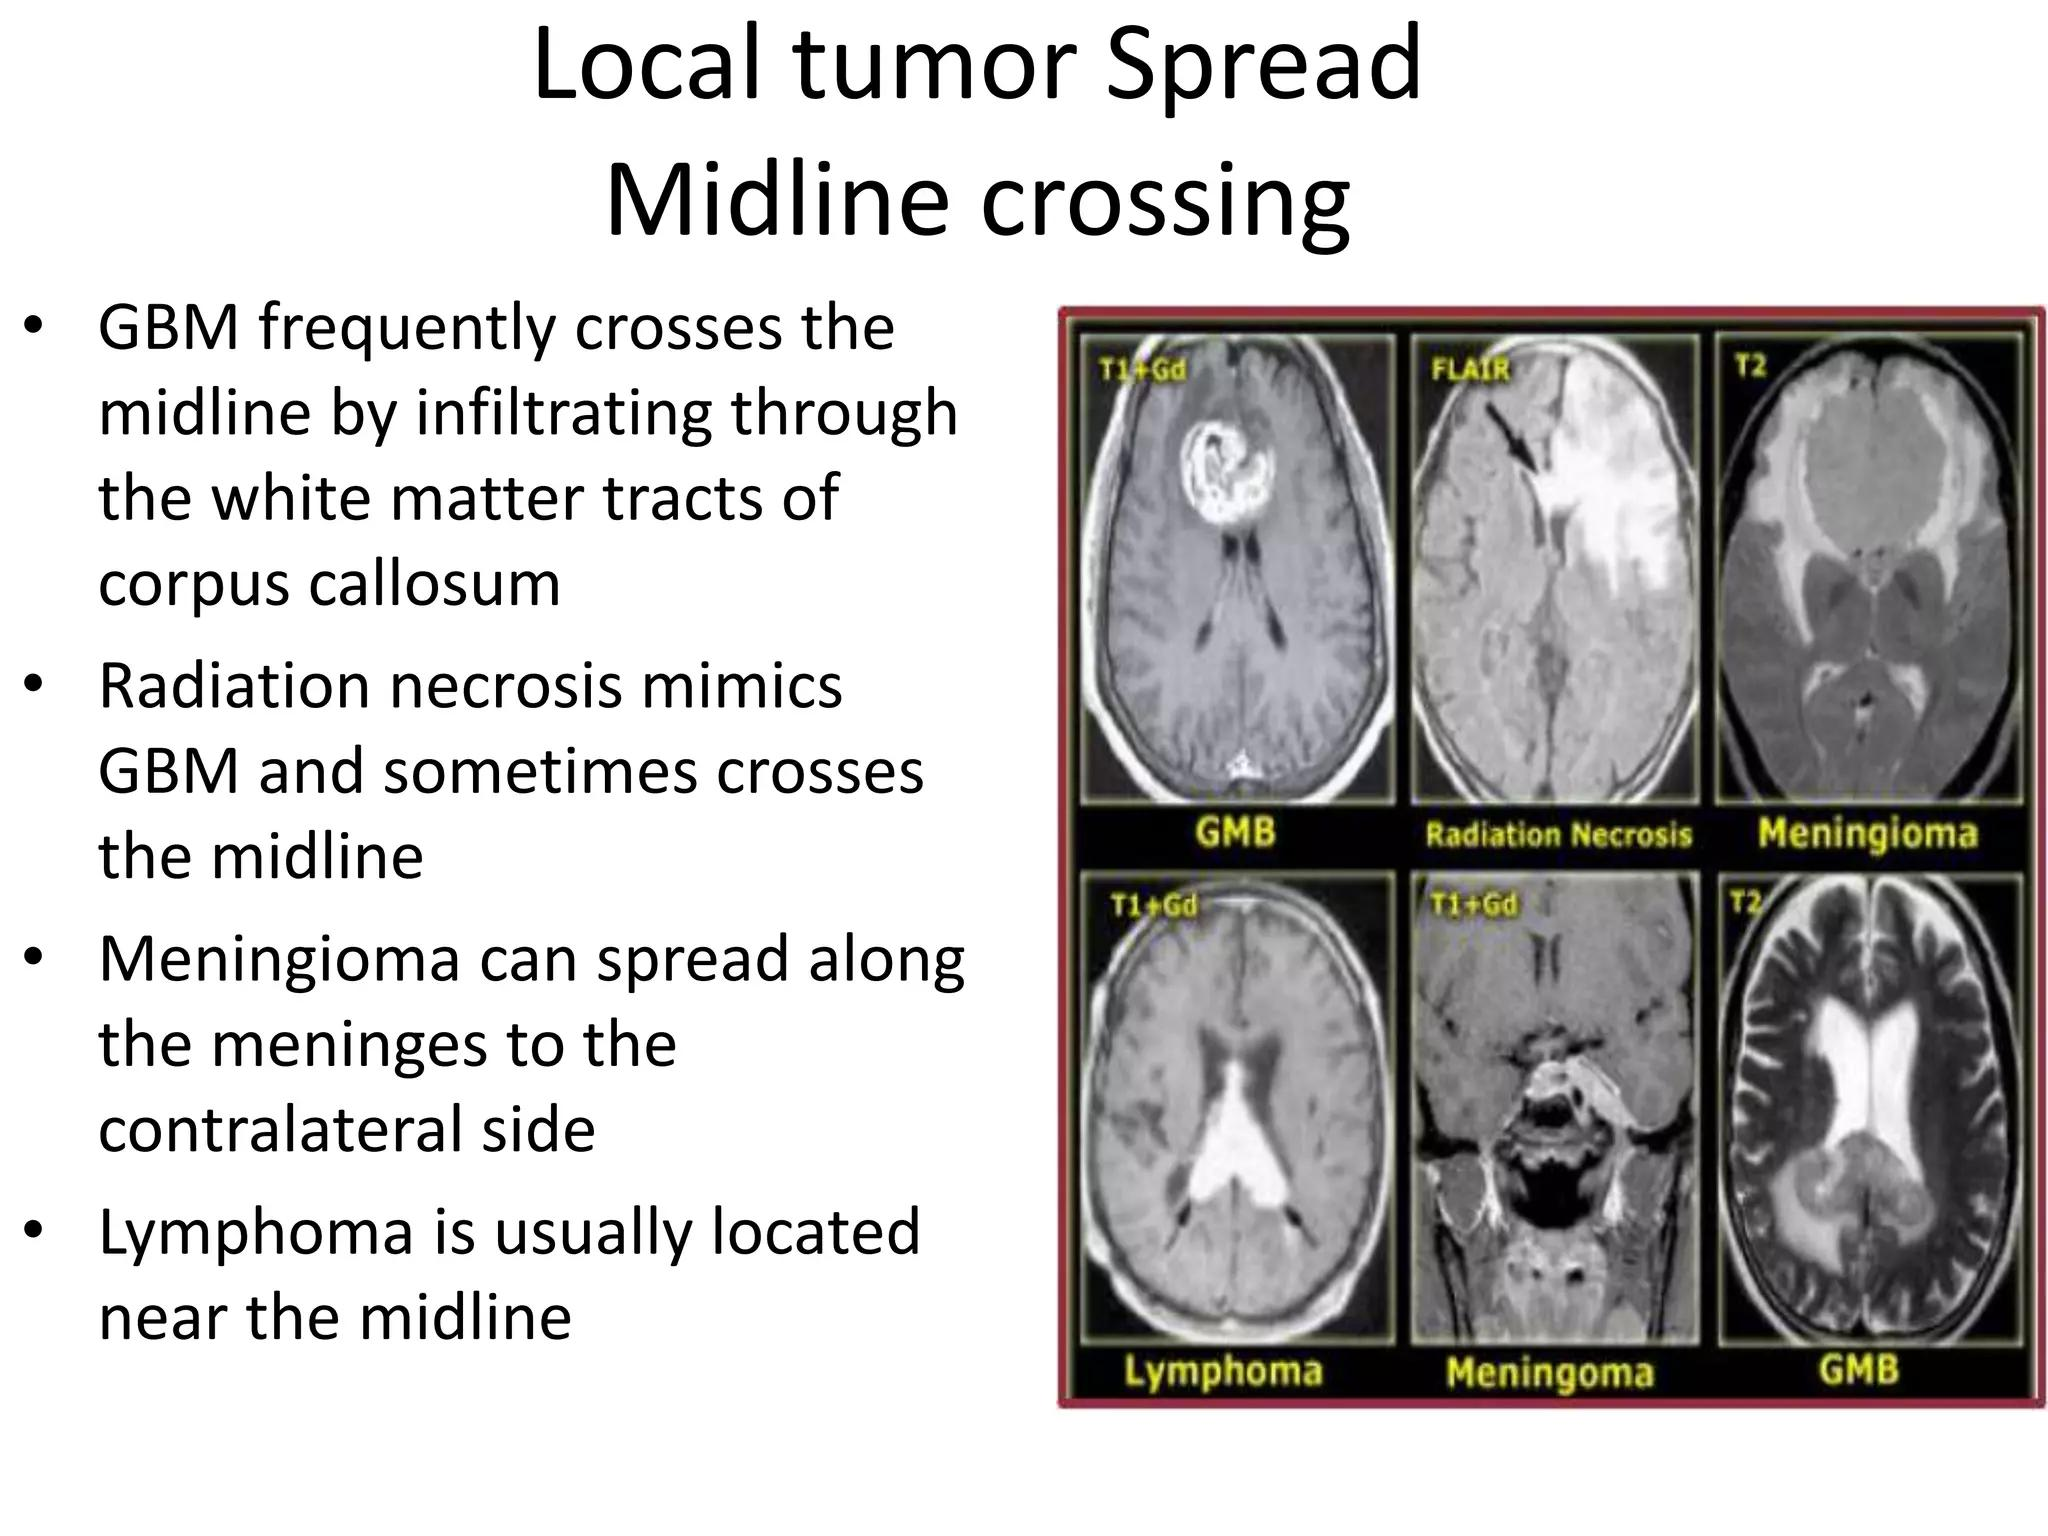 Local tumor Spread
Midline crossing
• GBM frequently crosses the
midline by infiltrating through
the white matter tracts of
corpus callosum
• Radiation necrosis mimics
GBM and sometimes crosses
the midline
• Meningioma can spread along
the meninges to the
contralateral side
• Lymphoma is usually located
near the midline
T1+Gd FLAIR T2
GMB Radiation Necrosis Meningioma
T1+Gd T1+Gd T2
Lymphoma Meningoma GMB